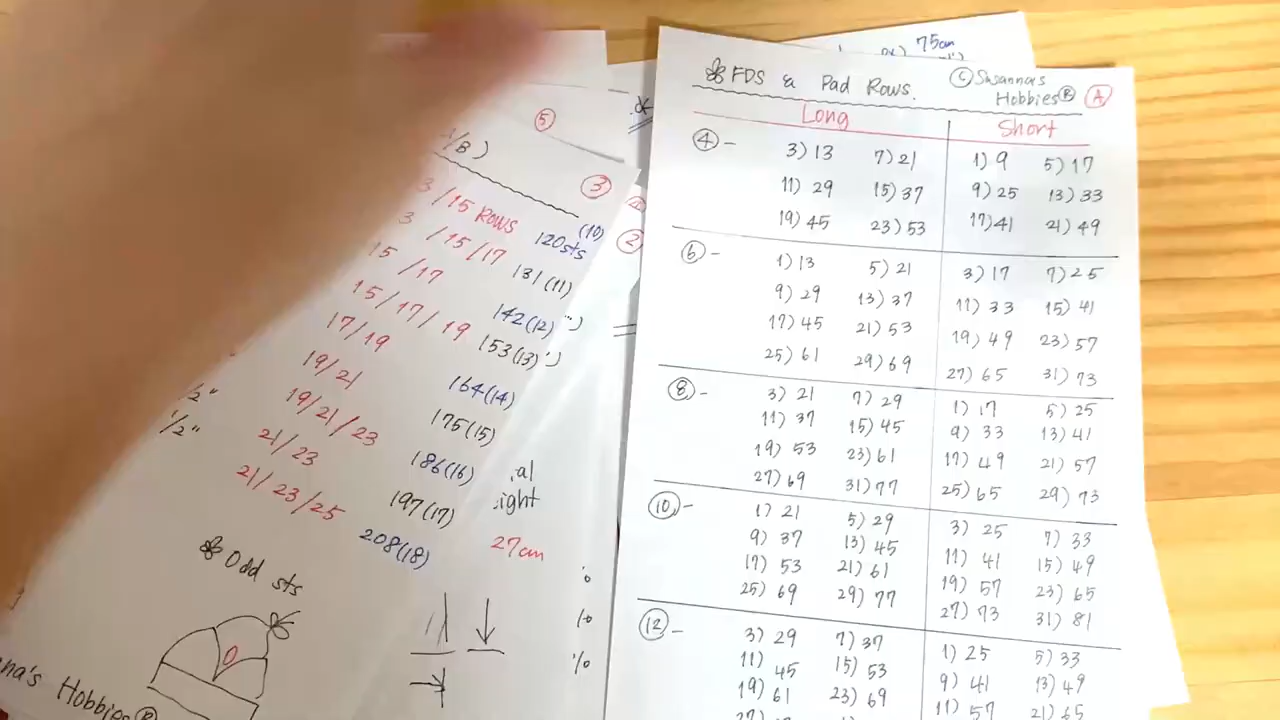 75cm
FDS & Pad Rows. © Susanna's
Hobbies® A
Long Short
4 - 3) 13 7) 21 1) 9 5) 17
11) 29 15) 37 9) 25 13) 33
19) 45 23) 53 17) 41 21) 49
6 - 1) 13 5) 21 3) 17 7) 25
9) 29 13) 37 11) 33 15) 41
17) 45 21) 53 19) 49 23) 57
25) 61 29) 69 27) 65 31) 73
8 - 3) 21 7) 29 1) 17 5) 25
11) 37 15) 45 9) 33 13) 41
19) 53 23) 61 17) 49 21) 57
27) 69 31) 77 25) 65 29) 73
10 - 1) 21 5) 29 3) 25 7) 33
9) 37 13) 45 11) 41 15) 49
17) 53 21) 61 19) 57 23) 65
25) 69 29) 77 27) 73 31) 81
12 - 3) 29 7) 37 1) 25 5) 33
11) 45 15) 53 9) 41 13) 49
19) 61 23) 69 17) 57 21) 65
5
/B)
3
2
3 / 15 Rows 120sts (10)
3 / 15 / 17 131 (11)
15 / 17 142 (12)
15 / 17 / 19 153 (13)
17 / 19 164 (14)
19 / 21 175 (15)
19 / 21 / 23 186 (16)
21 / 23 197 (17)
21 / 23 / 25 208 (18)
27cm
Odd sts
Hobbies®